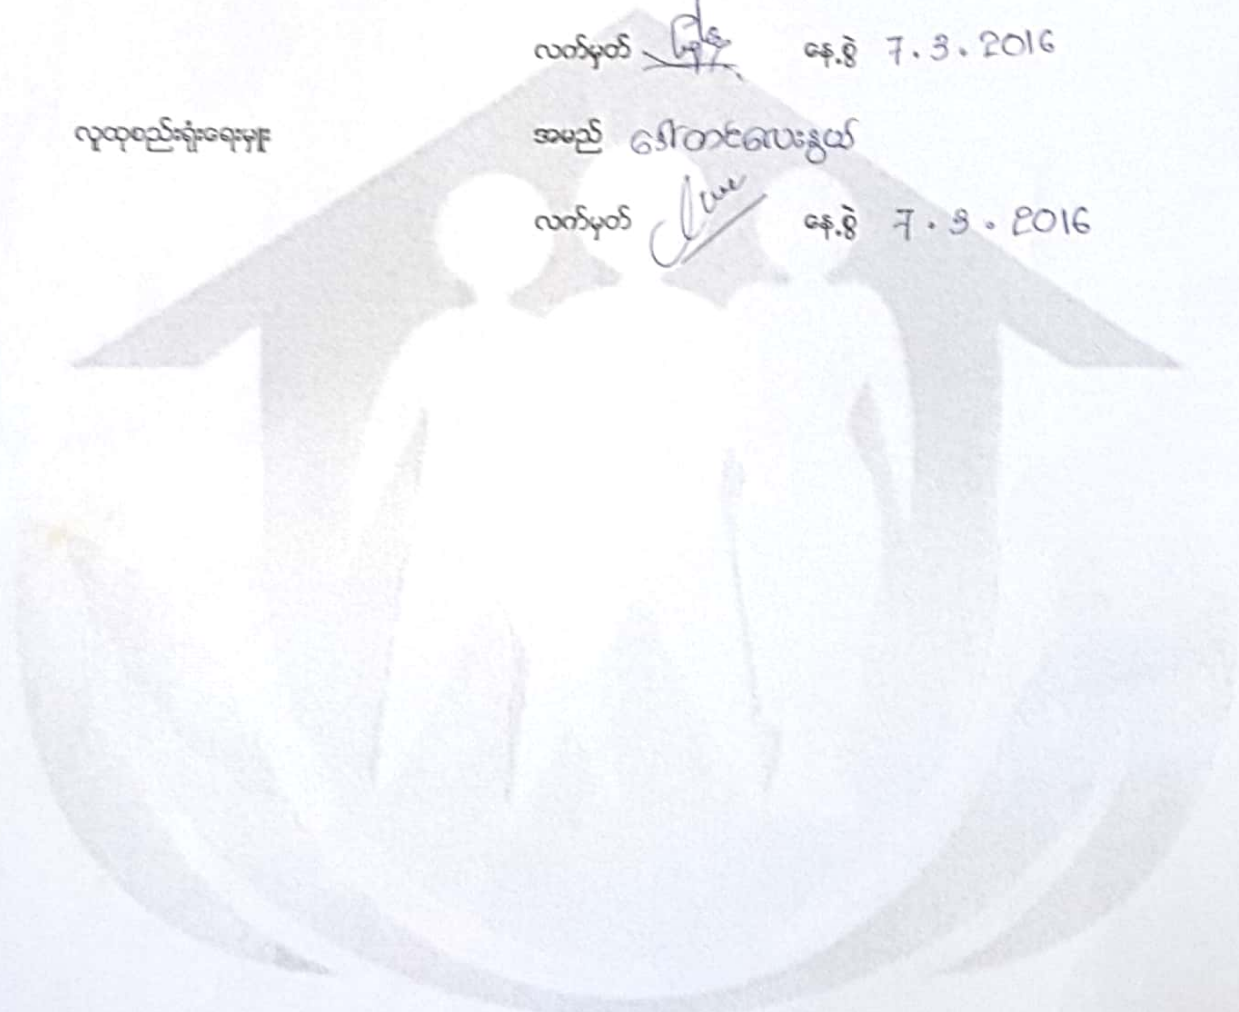 လက်မှတ် နေ့စွဲ 7.3.2016
လူထုစည်းရုံးရေးမှူး အမည် ဒေါ်တင်လေးနွယ်
လက်မှတ် နေ့စွဲ 7.3.2016